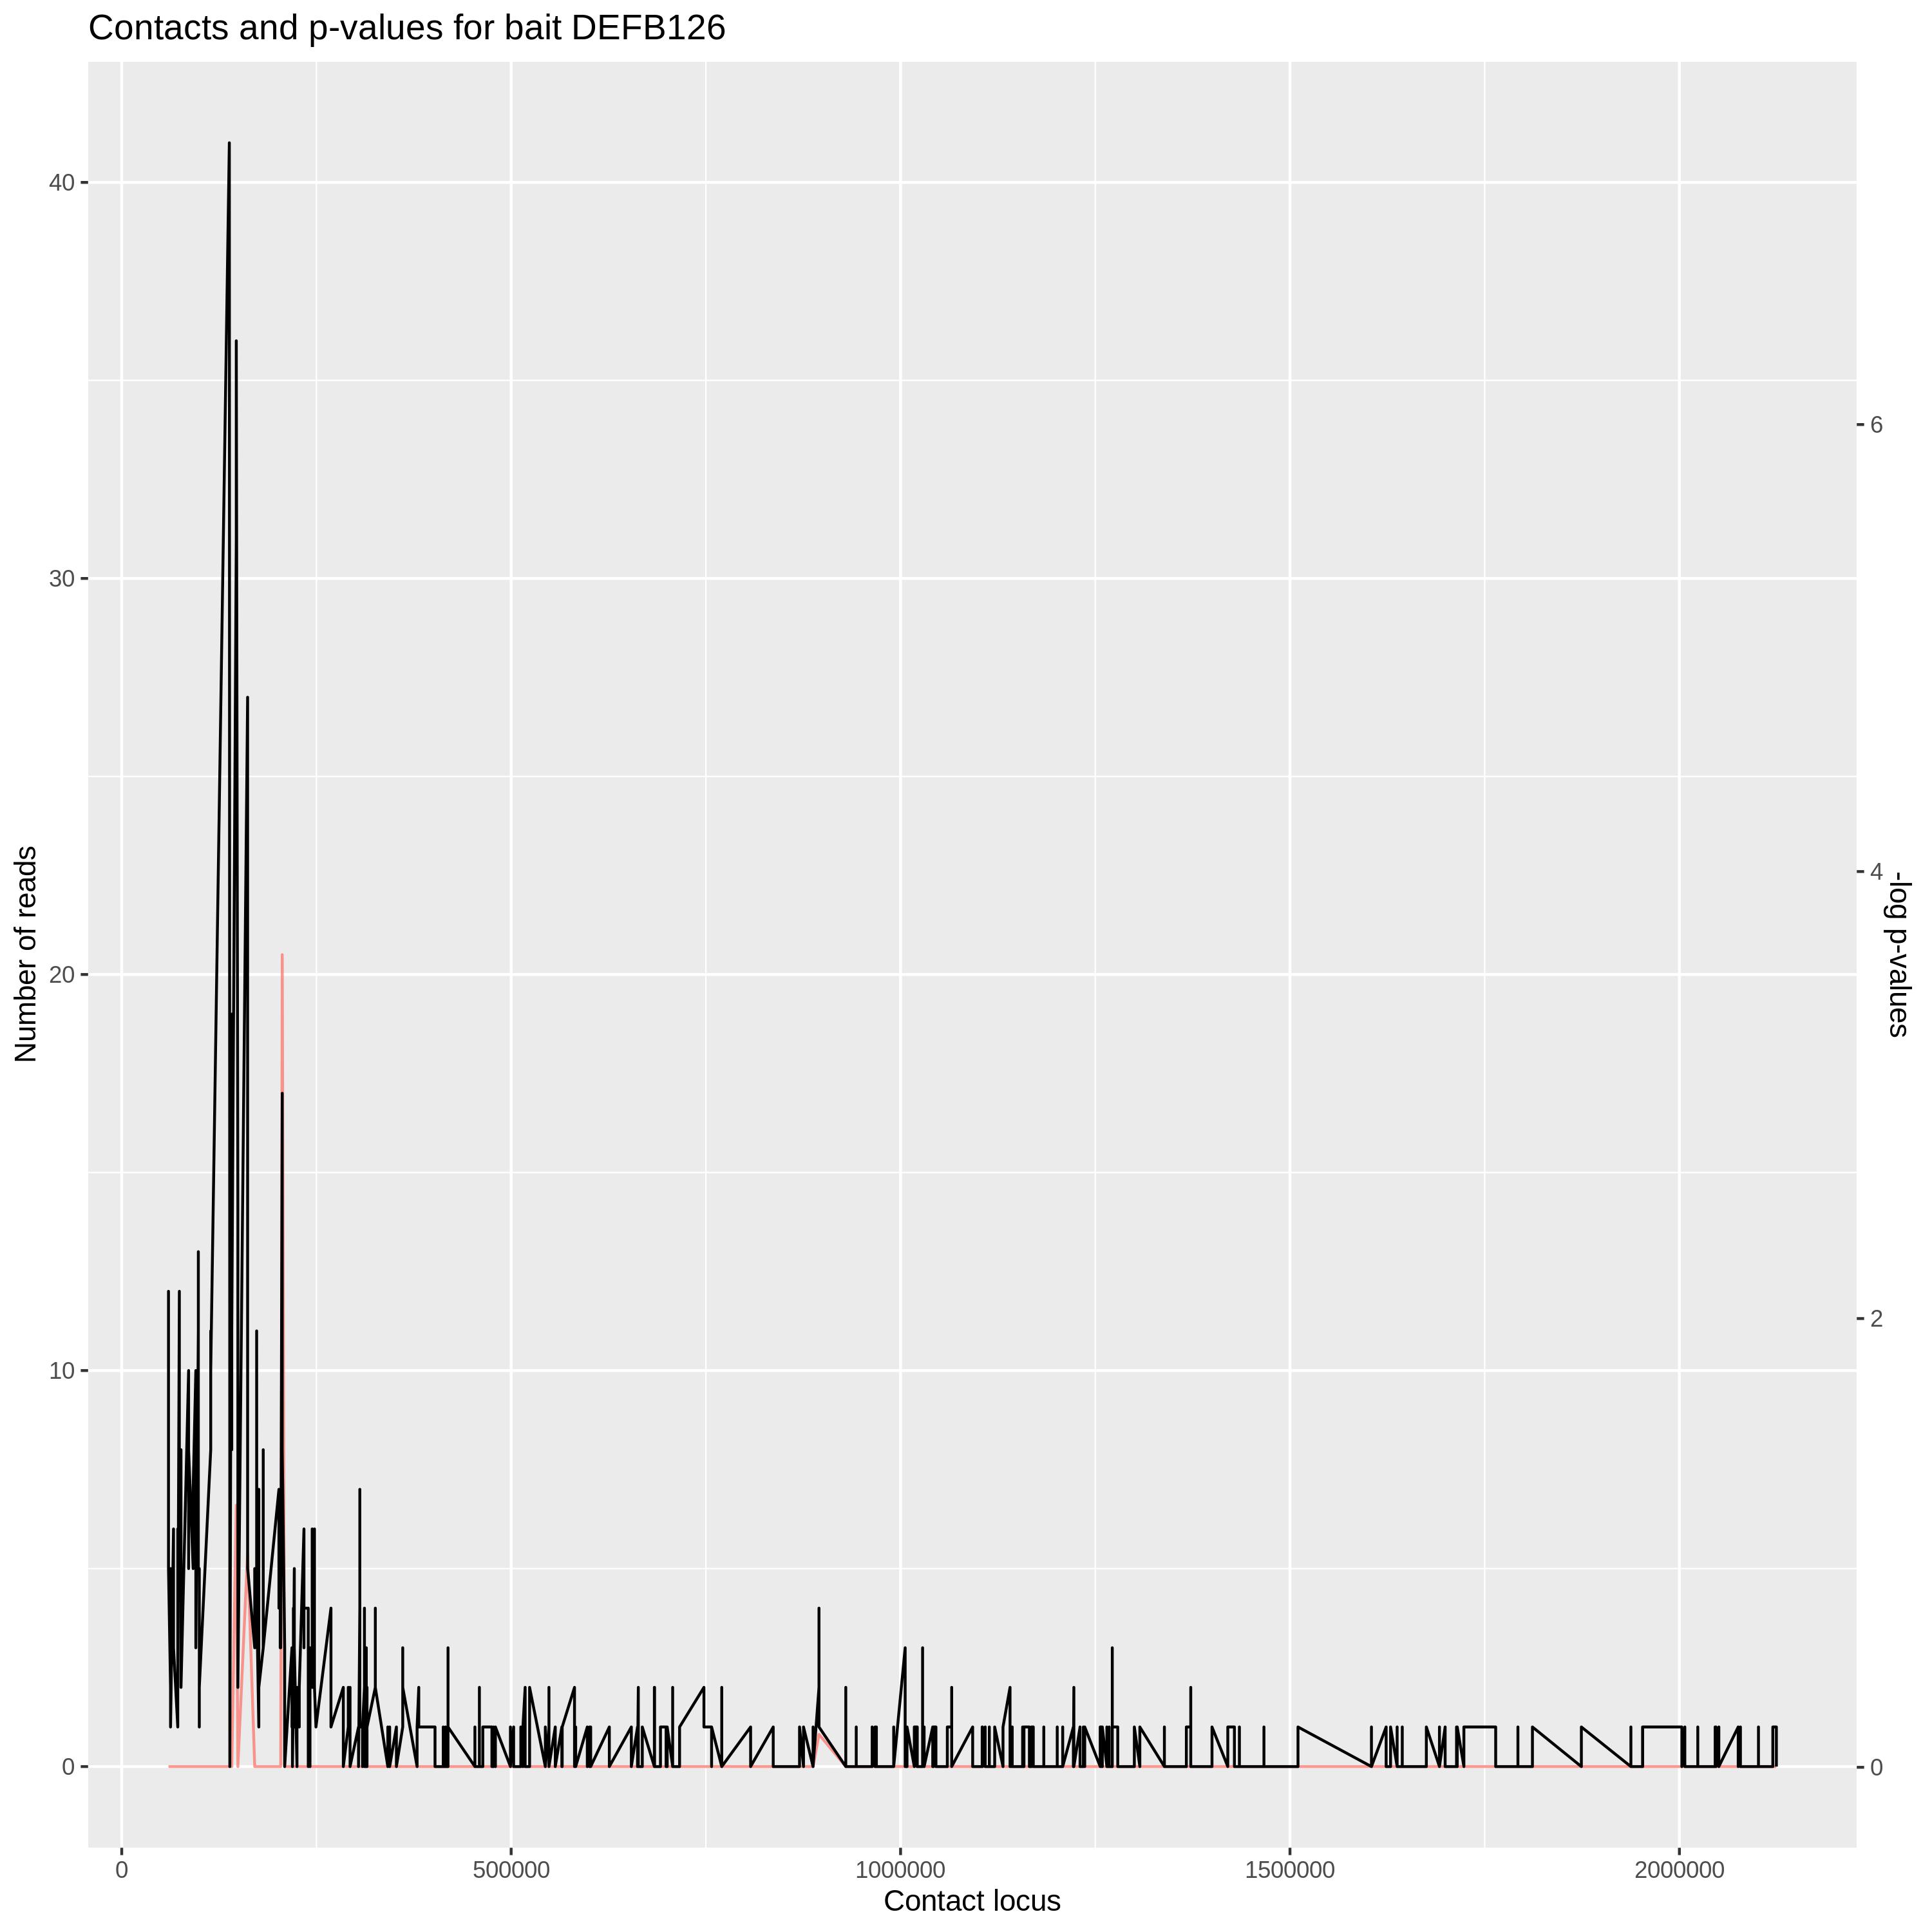 Contacts and p-values for bait DEFB126
40
30
20
10
0
Number of reads
6
4
2
0
-log p-values
0 500000 1000000 1500000 2000000
Contact locus